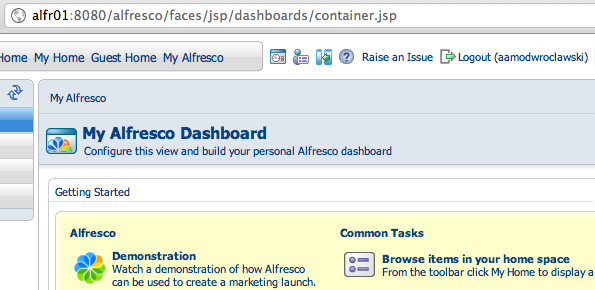 alfr01:8080/alfresco/faces/jsp/dashboards/container.jsp
Home My Home Guest Home My Alfresco Raise an Issue Logout (aamodwroclawski)
My Alfresco
My Alfresco Dashboard
Configure this view and build your personal Alfresco dashboard
Getting Started
Alfresco
Demonstration
Watch a demonstration of how Alfresco
can be used to create a marketing launch.
Common Tasks
Browse items in your home space
From the toolbar click My Home to display a